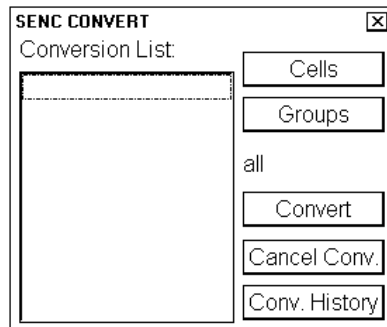 SENC CONVERT
Conversion List:
Cells
Groups
all
Convert
Cancel Conv.
Conv. History